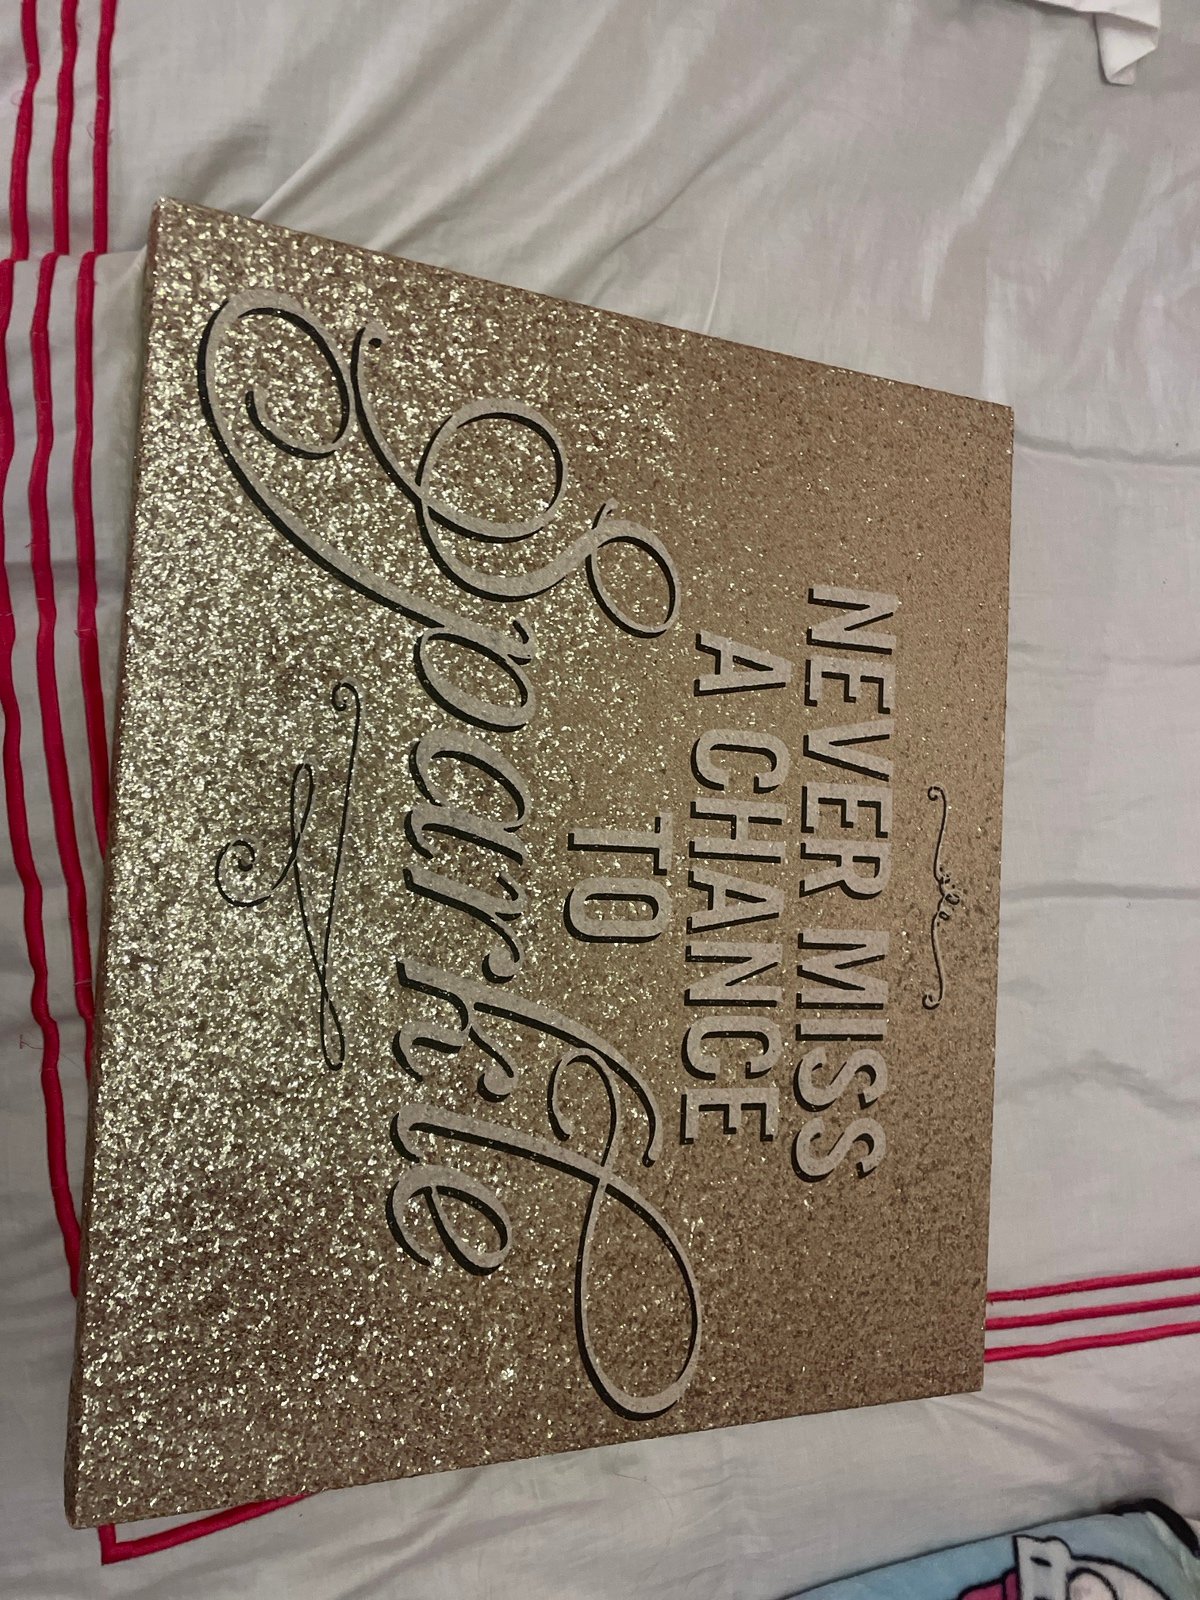 NEVER MISS
A CHANCE
TO
Sparkle